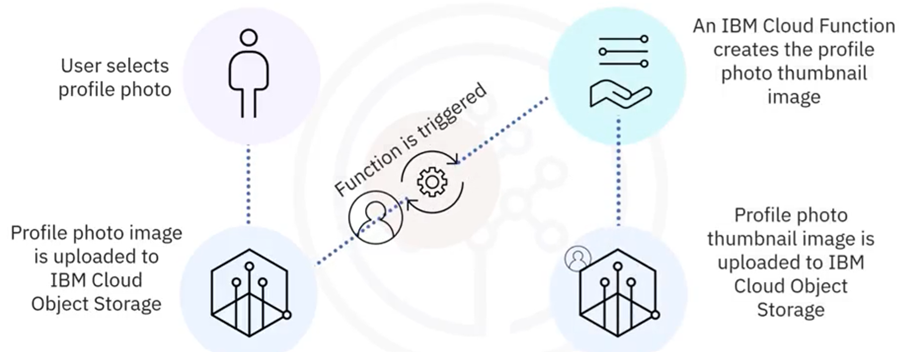 User selects
profile photo
Profile photo image
is uploaded to
IBM Cloud
Object Storage
Function is triggered
An IBM Cloud Function
creates the profile
photo thumbnail
image
Profile photo
thumbnail image is
uploaded to IBM
Cloud Object
Storage